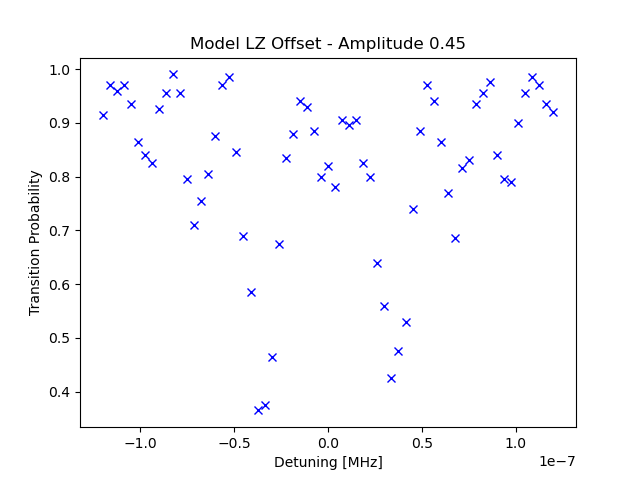 Model LZ Offset - Amplitude 0.45
1.0
0.9
0.8
0.7
0.6
0.5
0.4
Transition Probability
−1.0 −0.5 0.0 0.5 1.0
1e−7
Detuning [MHz]